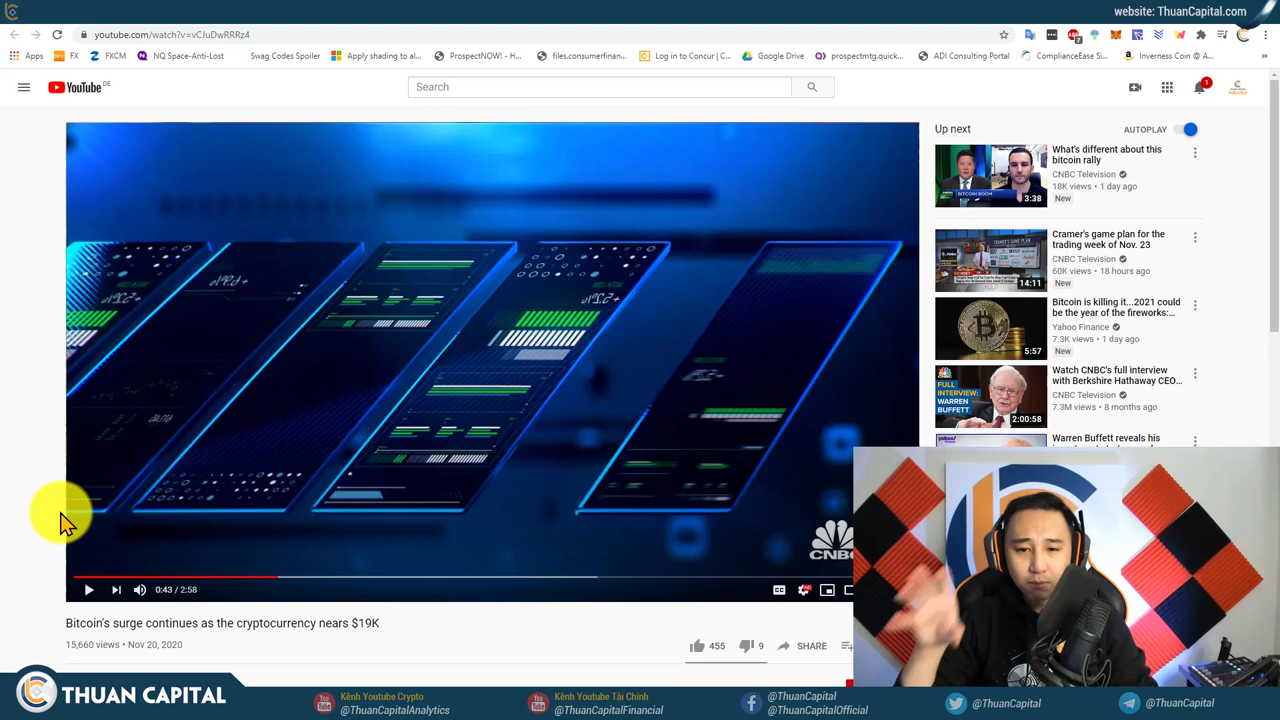 website: ThuanCapital.com
youtube.com/watch?v=vCJuDwRRRz4
Apps
FX
FXCM
NQ Space-Anti-Lost
Swag Codes Spoiler
Apply shading to al...
ProspectNOW! - h...
files.consumerfinan...
Log in to Concur | C...
Google Drive
prospectmtg.quick...
ADI Consulting Portal
ComplianceEase Si...
Inverness Coin @ A...
YouTube DE
Search
1
Up next
AUTOPLAY
What's different about this
bitcoin rally
CNBC Television
18K views • 1 day ago
New
BITCOIN BOOM
3:38
Cramer's game plan for the
trading week of Nov. 23
CNBC Television
60K views • 18 hours ago
New
14:11
Bitcoin is killing it...2021 could
be the year of the fireworks:...
Yahoo Finance
7.3K views • 1 day ago
New
5:57
Watch CNBC's full interview
with Berkshire Hathaway CEO...
CNBC Television
7.3M views • 8 months ago
FULL
INTERVIEW:
WARREN
BUFFETT
2:00:58
Warren Buffett reveals his
CNBC
0:43 / 2:58
CC
HD
Bitcoin's surge continues as the cryptocurrency nears $19K
15,660 views • Nov 20, 2020
455
9
SHARE
THUAN CAPITAL
Kênh Youtube Crypto
@ThuanCapitalAnalytics
Kênh Youtube Tài Chính
@ThuanCapitalFinancial
@ThuanCapital
@ThuanCapitalOfficial
@ThuanCapital
@ThuanCapital